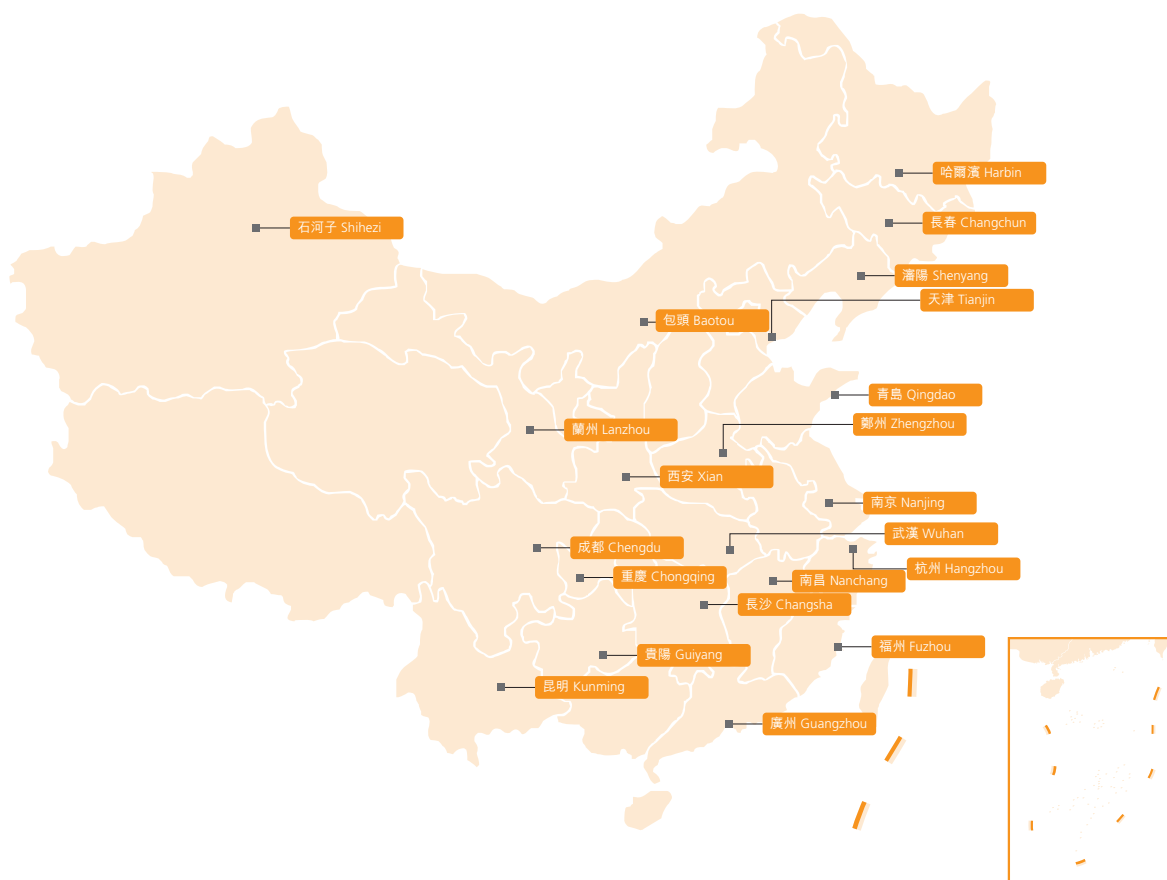 哈爾濱 Harbin
長春 Changchun
石河子 Shihezi
瀋陽 Shenyang
天津 Tianjin
包頭 Baotou
青島 Qingdao
鄭州 Zhengzhou
蘭州 Lanzhou
西安 Xian
南京 Nanjing
武漢 Wuhan
成都 Chengdu
杭州 Hangzhou
重慶 Chongqing
南昌 Nanchang
長沙 Changsha
福州 Fuzhou
貴陽 Guiyang
昆明 Kunming
廣州 Guangzhou